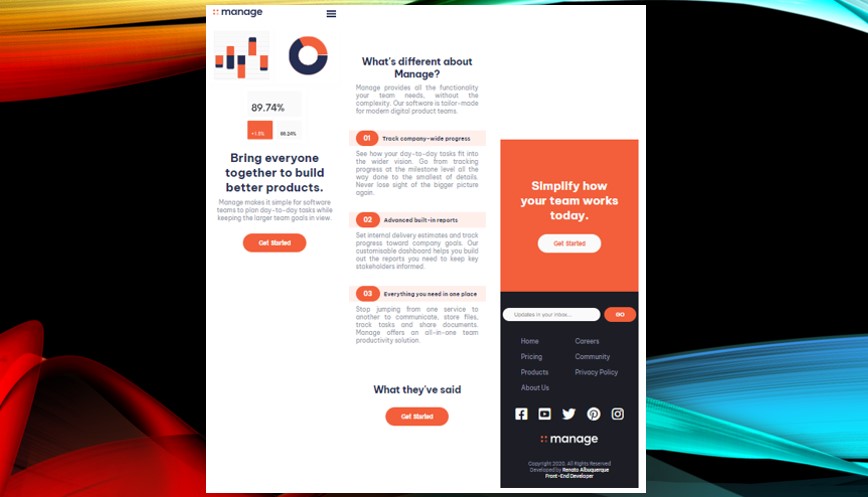 manage
89.74%
+1.5%
98.24%
Bring everyone
together to build
better products.
Manage makes it simple for software
teams to plan day-to-day tasks while
keeping the larger team goals in view.
Get Started
What's different about
Manage?
Manage provides all the functionality
your team needs, without the
complexity. Our software is tailor-made
for modern digital product teams.
01 Track company-wide progress
See how your day-to-day tasks fit into
the wider vision. Go from tracking
progress at the milestone level all the
way done to the smallest of details.
Never lose sight of the bigger picture
again.
02 Advanced built-in reports
Set internal delivery estimates and track
progress toward company goals. Our
customisable dashboard helps you build
out the reports you need to keep key
stakeholders informed.
03 Everything you need in one place
Stop jumping from one service to
another to communicate, store files,
track tasks and share documents.
Manage offers an all-in-one team
productivity solution.
What they've said
Get Started
Simplify how
your team works
today.
Get Started
Updates in your inbox...
GO
Home
Careers
Pricing
Community
Products
Privacy Policy
About Us
manage
Copyright 2020. All Rights Reserved
Developed by Renato Albuquerque
Front-End Developer